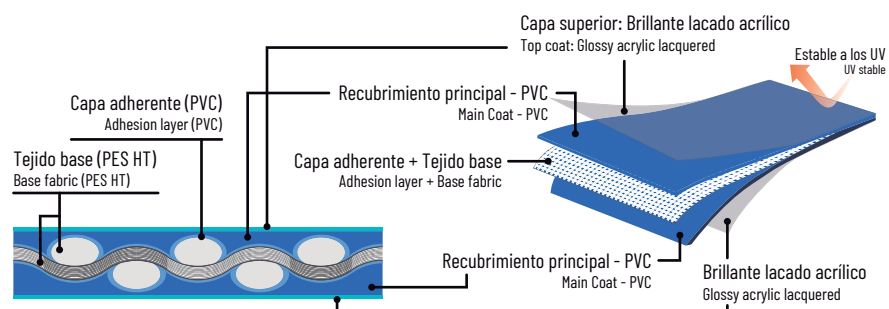 Capa superior: Brillante lacado acrílico
Top coat: Glossy acrylic lacquered
Estable a los UV
UV stable
Capa adherente (PVC)
Adhesion layer (PVC)
Recubrimiento principal - PVC
Main Coat - PVC
Tejido base (PES HT)
Base fabric (PES HT)
Capa adherente + Tejido base
Adhesion layer + Base fabric
Recubrimiento principal - PVC
Main Coat - PVC
Brillante lacado acrílico
Glossy acrylic lacquered